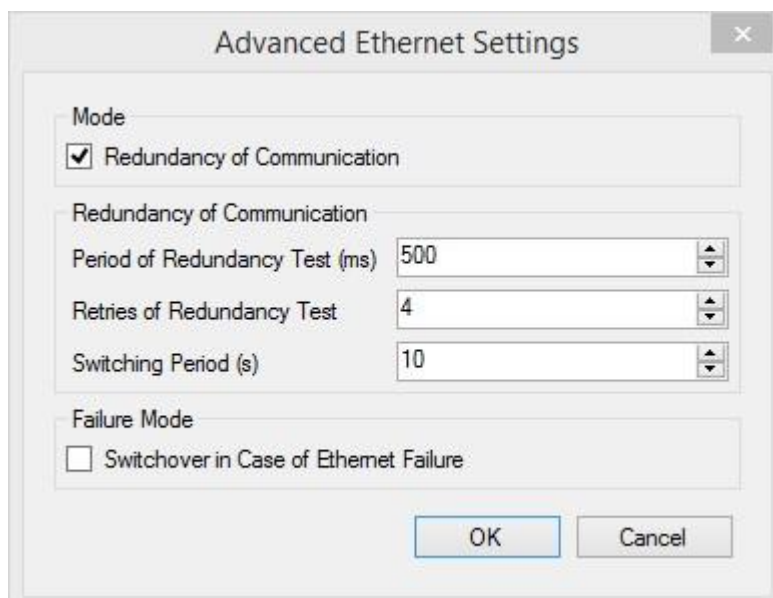 Advanced Ethernet Settings
Mode
Redundancy of Communication
Redundancy of Communication
Period of Redundancy Test (ms) 500
Retries of Redundancy Test 4
Switching Period (s) 10
Failure Mode
Switchover in Case of Ethernet Failure
OK Cancel